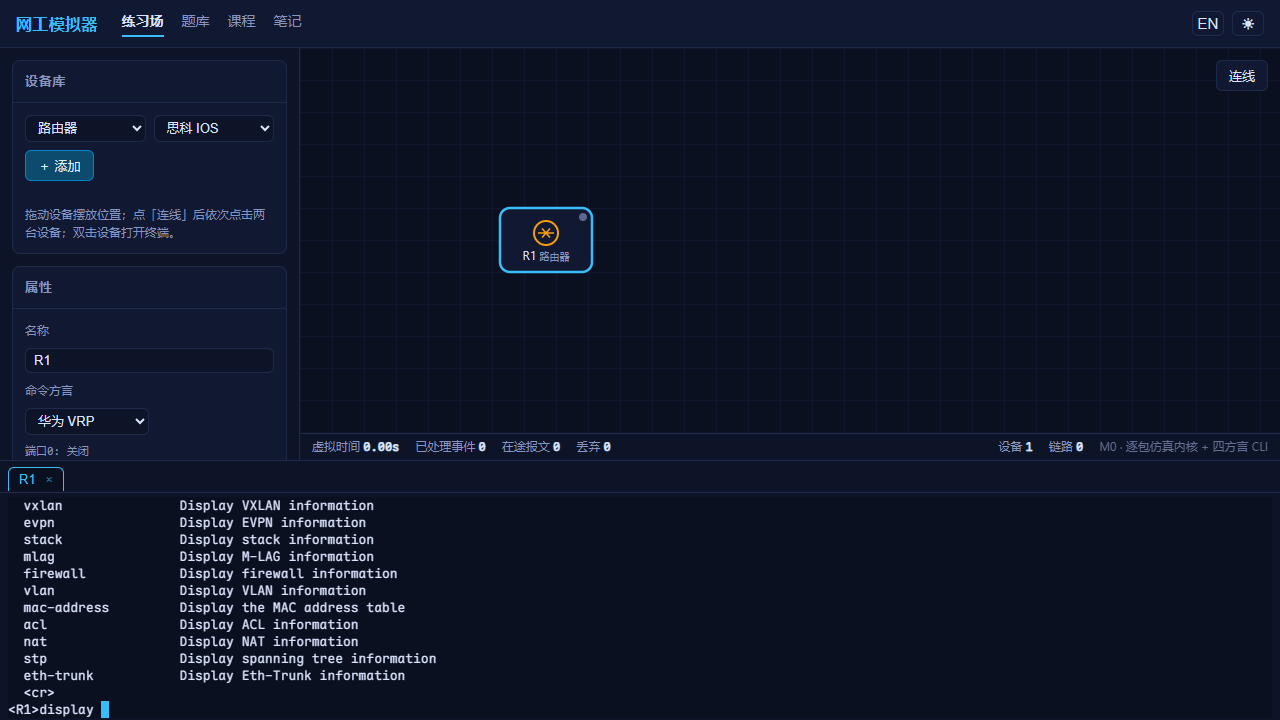 网工模拟器 练习场 题库 课程 笔记 EN
设备库
路由器 思科 IOS
+ 添加
拖动设备摆放位置；点「连线」后依次点击两
台设备；双击设备打开终端。
属性
名称
R1
命令方言
华为 VRP
端口0: 关闭
连线
R1 路由器
虚拟时间 0.00s 已处理事件 0 在途报文 0 丢弃 0 设备 1 链路 0 M0 · 逐包仿真内核 + 四方言 CLI
R1 ×
vxlan Display VXLAN information
evpn Display EVPN information
stack Display stack information
mlag Display M-LAG information
firewall Display firewall information
vlan Display VLAN information
mac-address Display the MAC address table
acl Display ACL information
nat Display NAT information
stp Display spanning tree information
eth-trunk Display Eth-Trunk information
<cr>
<R1>display